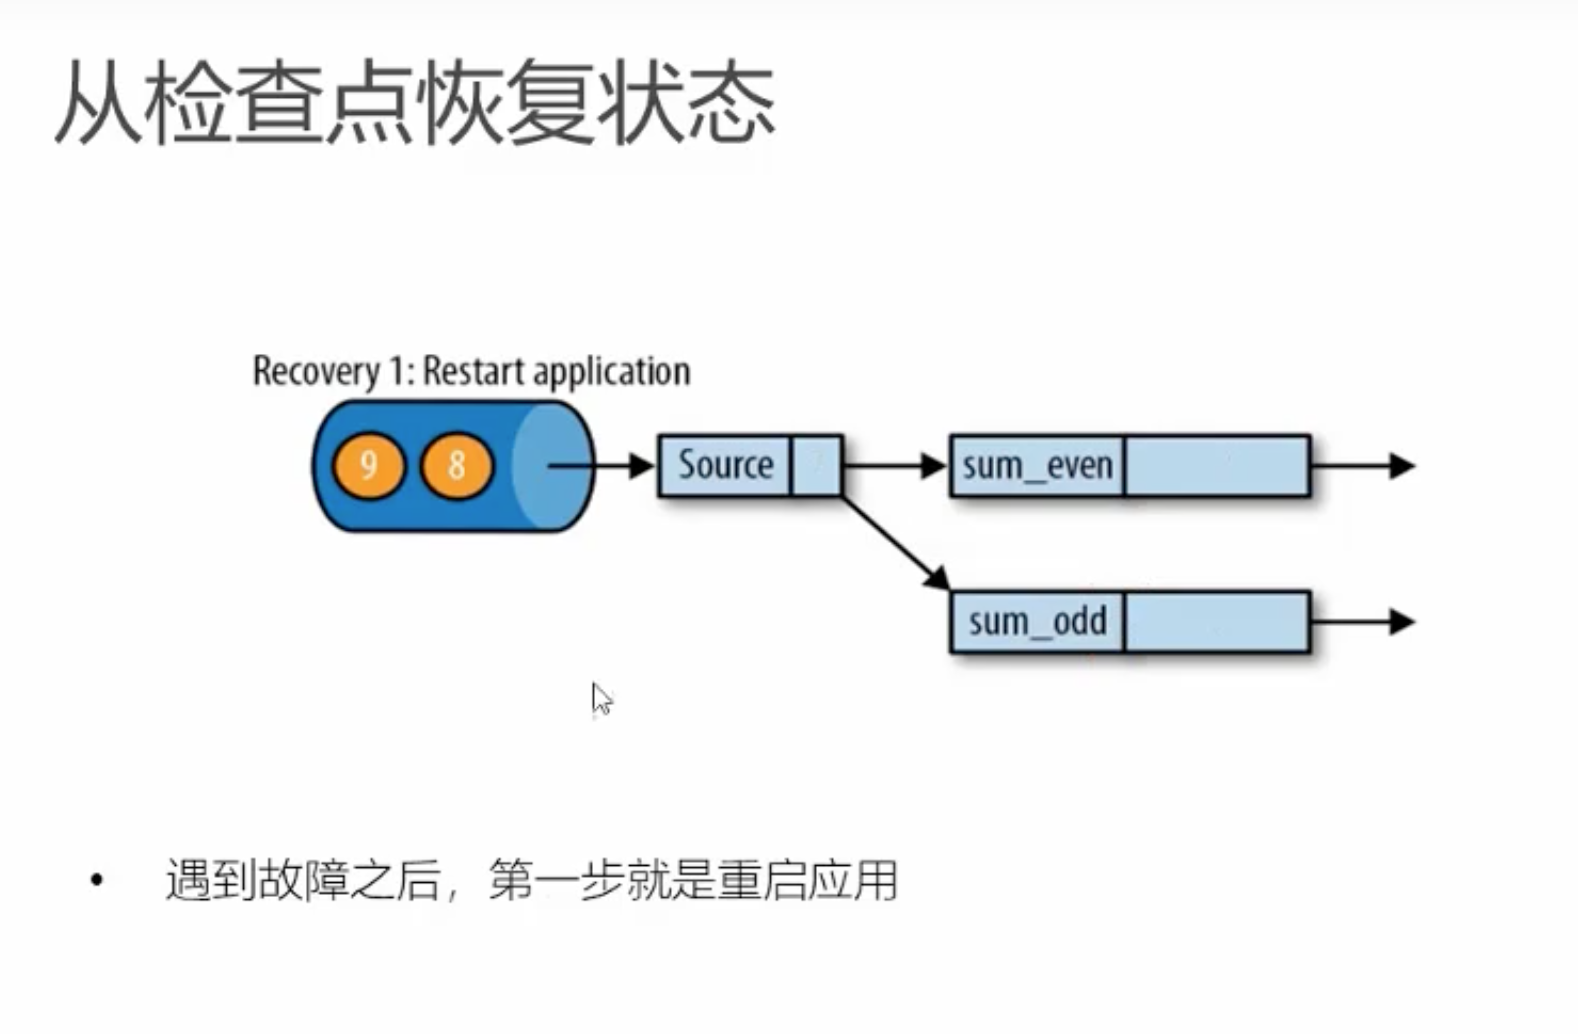 从检查点恢复状态
Recovery 1: Restart application
9 8
Source
sum_even
sum_odd
• 遇到故障之后，第一步就是重启应用